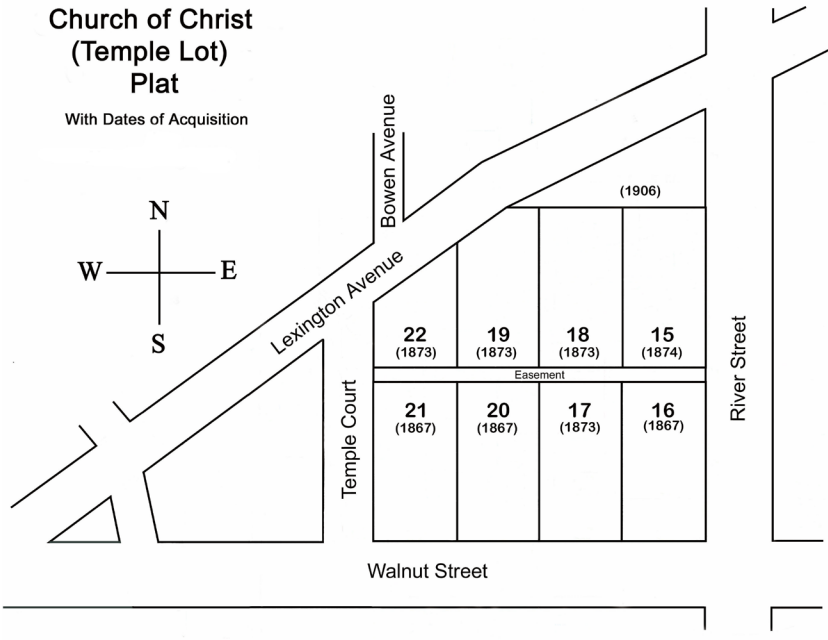 Church of Christ
(Temple Lot)
Plat
With Dates of Acquisition
N
W
E
S
Bowen Avenue
Lexington Avenue
(1906)
22
(1873)
19
(1873)
18
(1873)
15
(1874)
Easement
21
(1867)
20
(1867)
17
(1873)
16
(1867)
Temple Court
River Street
Walnut Street